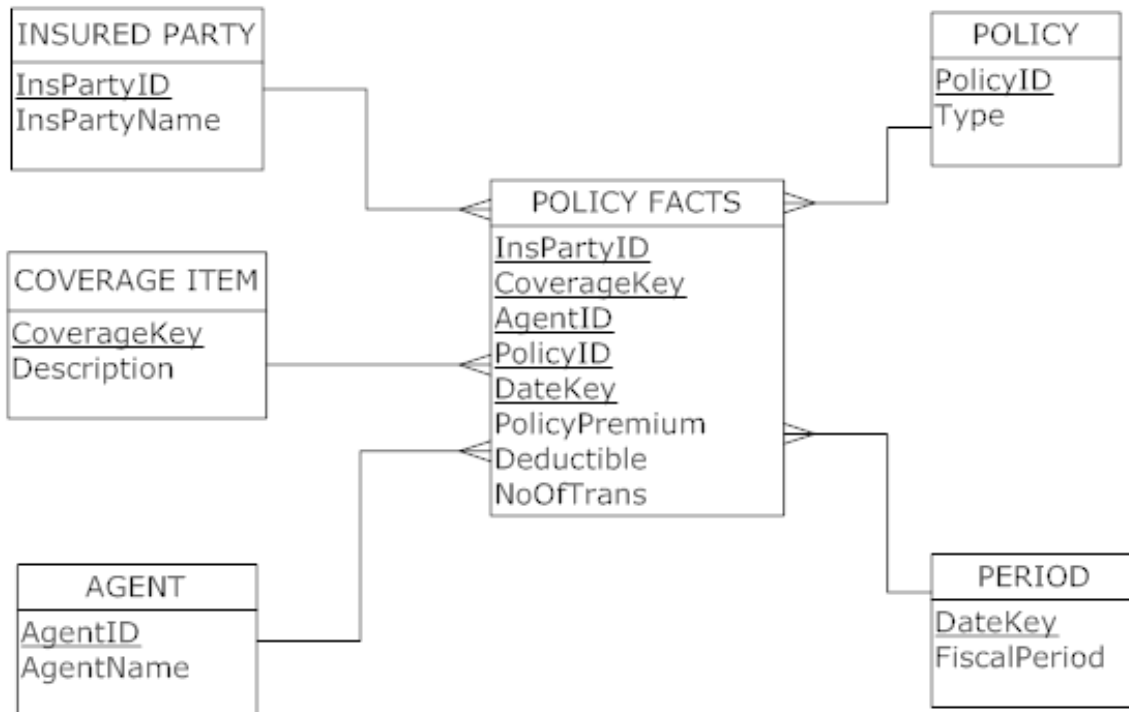 INSURED PARTY
InsPartyID
InsPartyName
POLICY
PolicyID
Type
POLICY FACTS
InsPartyID
CoverageKey
AgentID
PolicyID
DateKey
PolicyPremium
Deductible
NoOfTrans
COVERAGE ITEM
CoverageKey
Description
AGENT
AgentID
AgentName
PERIOD
DateKey
FiscalPeriod